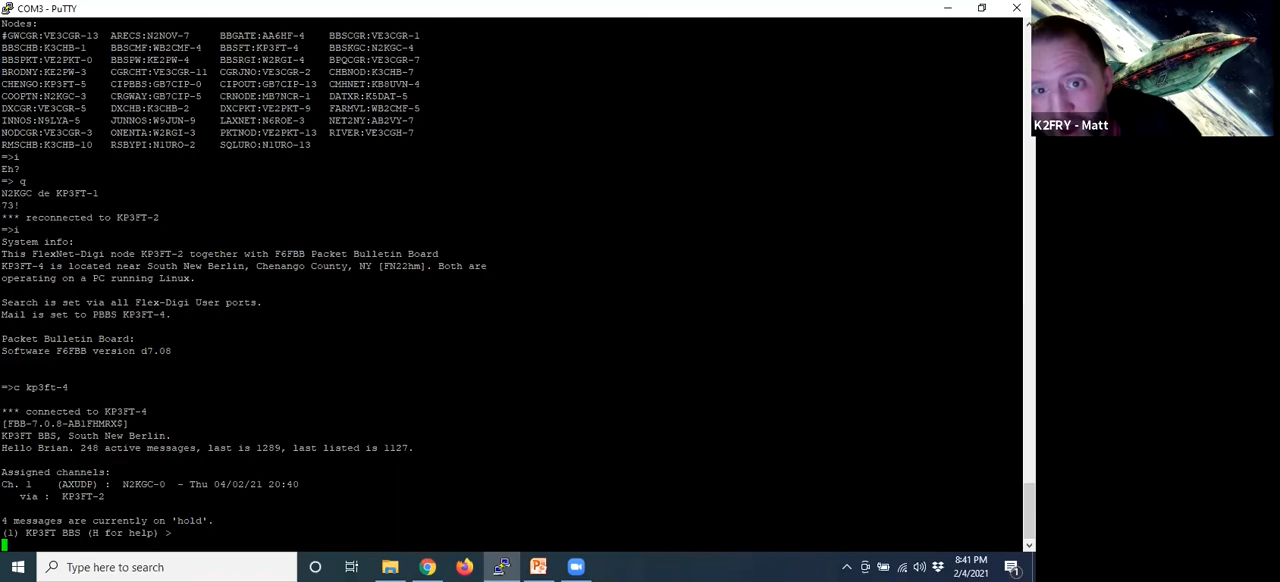 COM3 - PuTTY
Nodes:
#GWCGR:VE3CGR-13 ARECS:N2NOV-7 BBGATE:AA6HF-4 BBSCGR:VE3CGR-1
BBSCHB:K3CHB-1 BBSCMF:WB2CMF-4 BBSFT:KP3FT-4 BBSKGC:N2KGC-4
BBSPKT:VE2PKT-0 BBSPW:KE2PW-4 BBSRGI:W2RGI-4 BPQCGR:VE3CGR-7
BRODNY:KE2PW-3 CGRCHT:VE3CGR-11 CGRJNO:VE3CGR-2 CHBNOD:K3CHB-7
CHENGO:KP3FT-5 CIPBBS:GB7CIP-0 CIPOUT:GB7CIP-13 CMHNET:KB8UVN-4
COOPTN:N2KGC-3 CRGWAY:GB7CIP-5 CRNODE:MB7NCR-1 DATXR:K5DAT-5
DXCGR:VE3CGR-5 DXCHB:K3CHB-2 DXCPKT:VE2PKT-9 FARMVL:WB2CMF-5
INNOS:N9LYA-5 JUNNOS:W9JUN-9 LAXNET:N6ROE-3 NET2NY:AB2VY-7
NODCGR:VE3CGR-3 ONENTA:W2RGI-3 PKTNOD:VE2PKT-13 RIVER:VE3CGH-7
RMSCHB:K3CHB-10 RSBYPI:N1URO-2 SQLURO:N1URO-13
=>i
Eh?
=> q
N2KGC de KP3FT-1
73!
*** reconnected to KP3FT-2
=>i
System info:
This FlexNet-Digi node KP3FT-2 together with F6FBB Packet Bulletin Board
KP3FT-4 is located near South New Berlin, Chenango County, NY [FN22hm]. Both are
operating on a PC running Linux.
Search is set via all Flex-Digi User ports.
Mail is set to PBBS KP3FT-4.
Packet Bulletin Board:
Software F6FBB version d7.08
=>c kp3ft-4
*** connected to KP3FT-4
[FBB-7.0.8-AB1FHMRX$]
KP3FT BBS, South New Berlin.
Hello Brian. 248 active messages, last is 1289, last listed is 1127.
Assigned channels:
Ch. 1 (AXUDP) : N2KGC-0 - Thu 04/02/21 20:40
via : KP3FT-2
4 messages are currently on 'hold'.
(1) KP3FT BBS (H for help) >
K2FRY - Matt
Type here to search
8:41 PM
2/4/2021
1